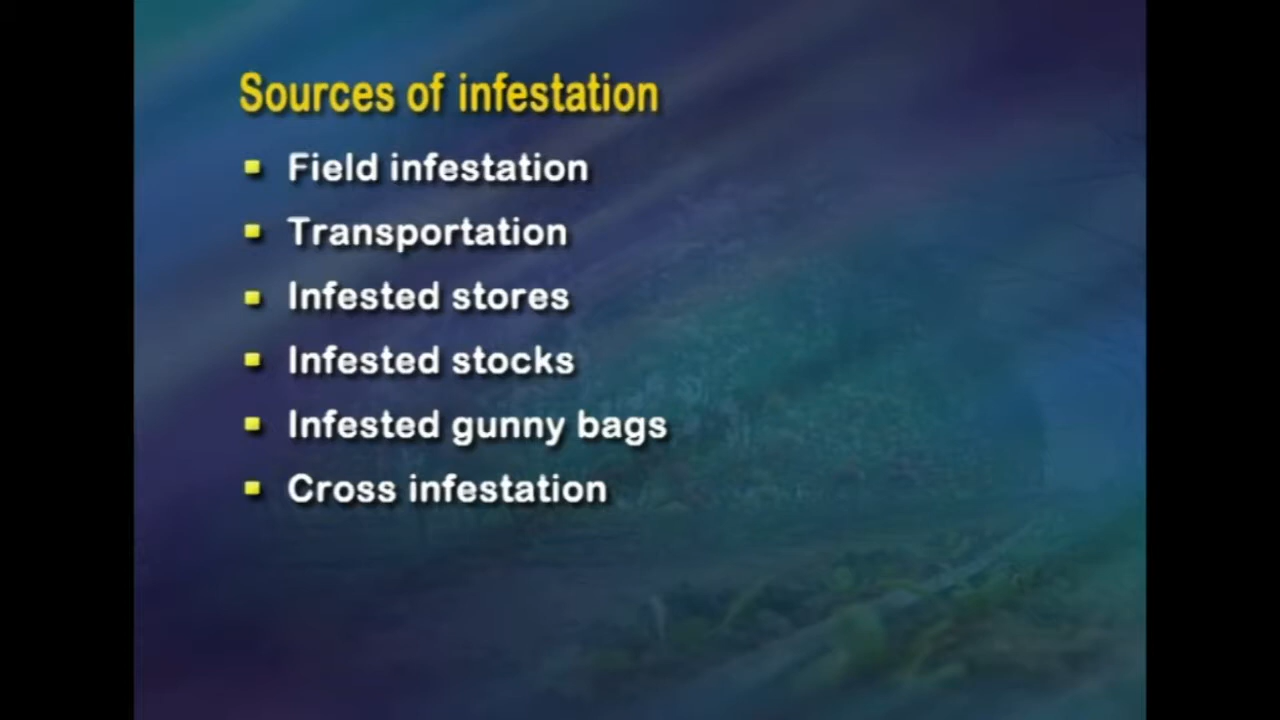 Sources of infestation
Field infestation
Transportation
Infested stores
Infested stocks
Infested gunny bags
Cross infestation